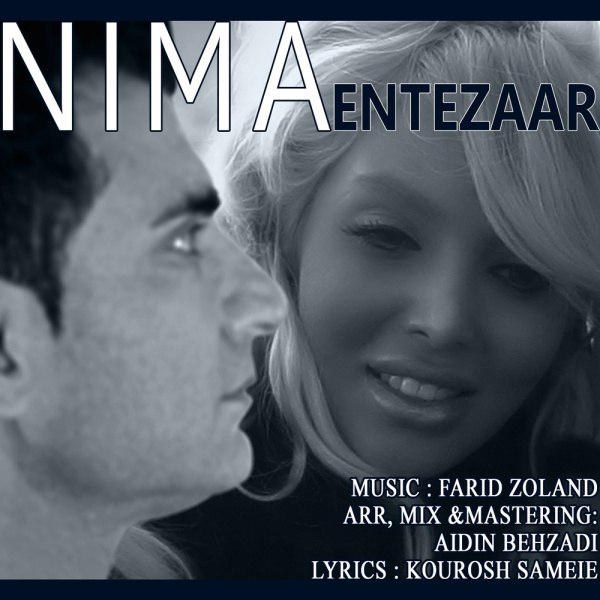 NIMA ENTEZAAR
MUSIC : FARID ZOLAND
ARR, MIX &MASTERING:
AIDIN BEHZADI
LYRICS : KOUROSH SAMEIE